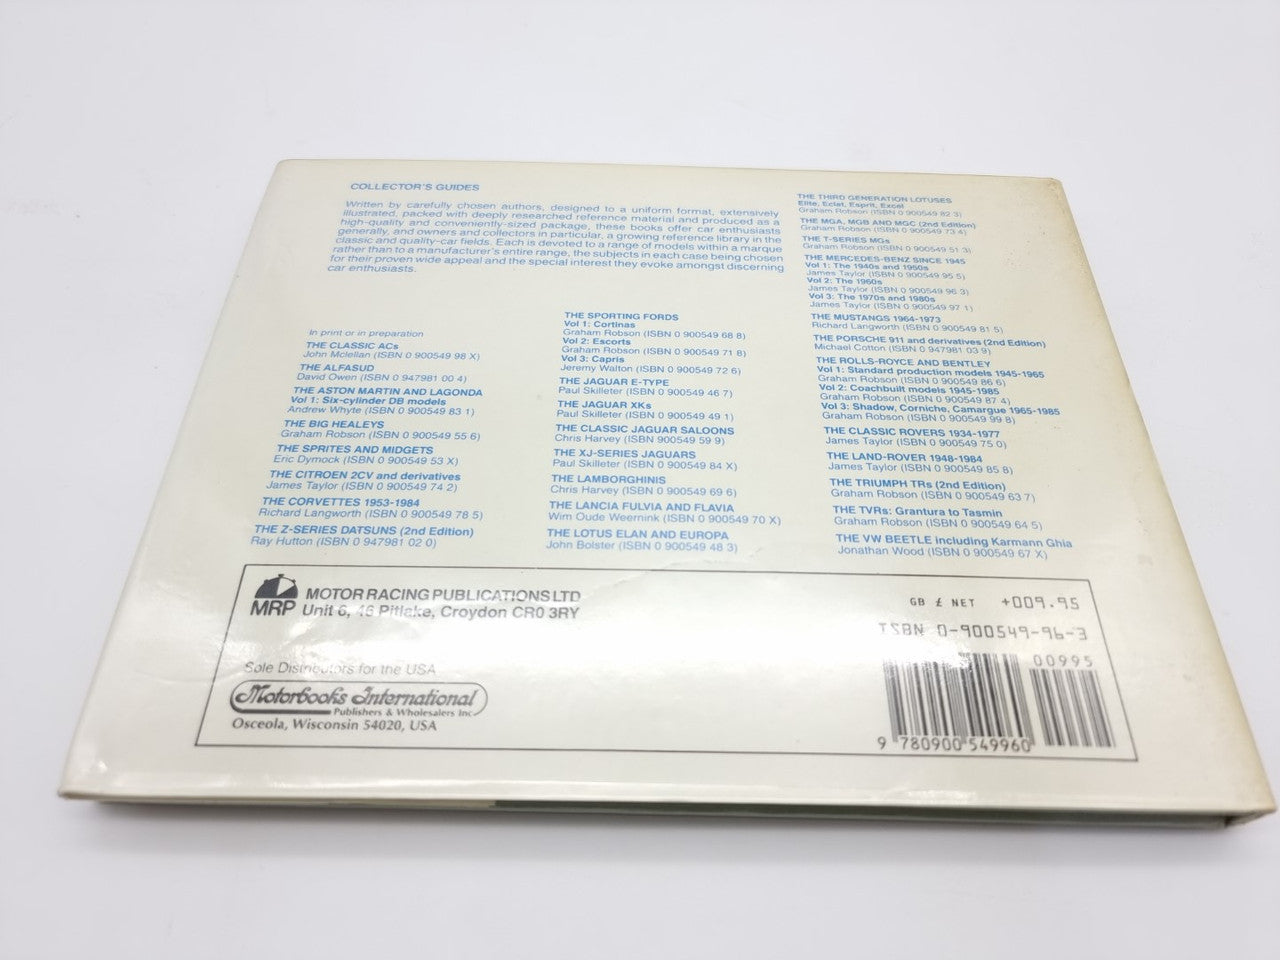 COLLECTOR'S GUIDES
Written by carefully chosen authors, designed to a uniform format, extensively
illustrated, packed with deeply researched reference material and produced as a
high-quality and conveniently-sized package, these books offer car enthusiasts
generally, and owners and collectors in particular, a growing reference library in the
classic and quality-car fields. Each is devoted to a range of models within a marque
rather than to a manufacturer's entire range, the subjects in each case being chosen
for their proven wide appeal and the special interest they evoke amongst discerning
car enthusiasts.
In print or in preparation
THE CLASSIC ACs
John Mclellan (ISBN 0 900549 98 X)
THE ALFASUD
David Owen (ISBN 0 947981 00 4)
THE ASTON MARTIN AND LAGONDA
Vol 1: Six-cylinder DB models
Andrew Whyte (ISBN 0 900549 83 1)
THE BIG HEALEYS
Graham Robson (ISBN 0 900549 55 6)
THE SPRITES AND MIDGETS
Eric Dymock (ISBN 0 900549 53 X)
THE CITROEN 2CV and derivatives
James Taylor (ISBN 0 900549 74 2)
THE CORVETTES 1953-1984
Richard Langworth (ISBN 0 900549 78 5)
THE Z-SERIES DATSUNS (2nd Edition)
Ray Hutton (ISBN 0 947981 02 0)
THE SPORTING FORDS
Vol 1: Cortinas
Graham Robson (ISBN 0 900549 68 8)
Vol 2: Escorts
Graham Robson (ISBN 0 900549 71 8)
Vol 3: Capris
Jeremy Walton (ISBN 0 900549 72 6)
THE JAGUAR E-TYPE
Paul Skilleter (ISBN 0 900549 46 7)
THE JAGUAR XKs
Paul Skilleter (ISBN 0 900549 49 1)
THE CLASSIC JAGUAR SALOONS
Chris Harvey (ISBN 0 900549 59 9)
THE XJ-SERIES JAGUARS
Paul Skilleter (ISBN 0 900549 84 X)
THE LAMBORGHINIS
Chris Harvey (ISBN 0 900549 69 6)
THE LANCIA FULVIA AND FLAVIA
Wim Oude Weernink (ISBN 0 900549 70 X)
THE LOTUS ELAN AND EUROPA
John Bolster (ISBN 0 900549 48 3)
THE THIRD GENERATION LOTUSES
Elite, Eclat, Esprit, Excel
Graham Robson (ISBN 0 900549 82 3)
THE MGA, MGB AND MGC (2nd Edition)
Graham Robson (ISBN 0 900549 73 4)
THE T-SERIES MGs
Graham Robson (ISBN 0 900549 51 3)
THE MERCEDES-BENZ SINCE 1945
Vol 1: The 1940s and 1950s
James Taylor (ISBN 0 900549 95 5)
Vol 2: The 1960s
James Taylor (ISBN 0 900549 96 3)
Vol 3: The 1970s and 1980s
James Taylor (ISBN 0 900549 97 1)
THE MUSTANGS 1964-1973
Richard Langworth (ISBN 0 900549 81 5)
THE PORSCHE 911 and derivatives (2nd Edition)
Michael Cotton (ISBN 0 947981 03 9)
THE ROLLS-ROYCE AND BENTLEY
Vol 1: Standard production models 1945-1965
Graham Robson (ISBN 0 900549 86 6)
Vol 2: Coachbuilt models 1945-1985
Graham Robson (ISBN 0 900549 87 4)
Vol 3: Shadow, Corniche, Camargue 1965-1985
Graham Robson (ISBN 0 900549 99 8)
THE CLASSIC ROVERS 1934-1977
James Taylor (ISBN 0 900549 75 0)
THE LAND-ROVER 1948-1984
James Taylor (ISBN 0 900549 85 8)
THE TRIUMPH TRs (2nd Edition)
Graham Robson (ISBN 0 900549 63 7)
THE TVRs: Grantura to Tasmin
Graham Robson (ISBN 0 900549 64 5)
THE VW BEETLE including Karmann Ghia
Jonathan Wood (ISBN 0 900549 67 X)
MRP
MOTOR RACING PUBLICATIONS LTD
Unit 6, 46 Pitlake, Croydon CR0 3RY
Sole Distributors for the USA
Motorbooks International
Publishers & Wholesalers Inc
Osceola, Wisconsin 54020, USA
GB £ NET +009.95
ISBN 0-900549-96-3
00995
9 780900 549960